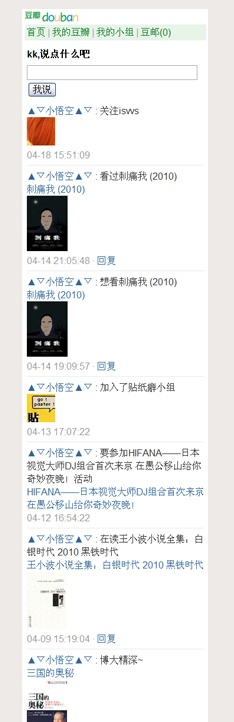 豆瓣 douban
首页 | 我的豆瓣 | 我的小组 | 豆邮(0)
kk,说点什么吧
我说
▲▽小悟空▲▽ : 关注isws
04-18 15:51:09
▲▽小悟空▲▽ : 看过刺痛我 (2010)
刺痛我 (2010)
刺痛我
04-14 21:05:48 · 回复
▲▽小悟空▲▽ : 想看刺痛我 (2010)
刺痛我 (2010)
刺痛我
04-14 19:09:57 · 回复
▲▽小悟空▲▽ : 加入了贴纸癖小组
go !
paster !
貼
04-13 17:07:22
▲▽小悟空▲▽ : 要参加HIFANA——日本
视觉大师DJ组合首次来京 在愚公移山给你
奇妙夜晚！活动
HIFANA——日本视觉大师DJ组合首次来京
在愚公移山给你奇妙夜晚！
04-12 16:54:22
▲▽小悟空▲▽ : 在读王小波小说全集，白
银时代 2010 黑铁时代
王小波小说全集，白银时代 2010 黑铁时代
04-09 15:19:04 · 回复
▲▽小悟空▲▽ : 博大精深~
三国的奥秘
三国的
奥秘